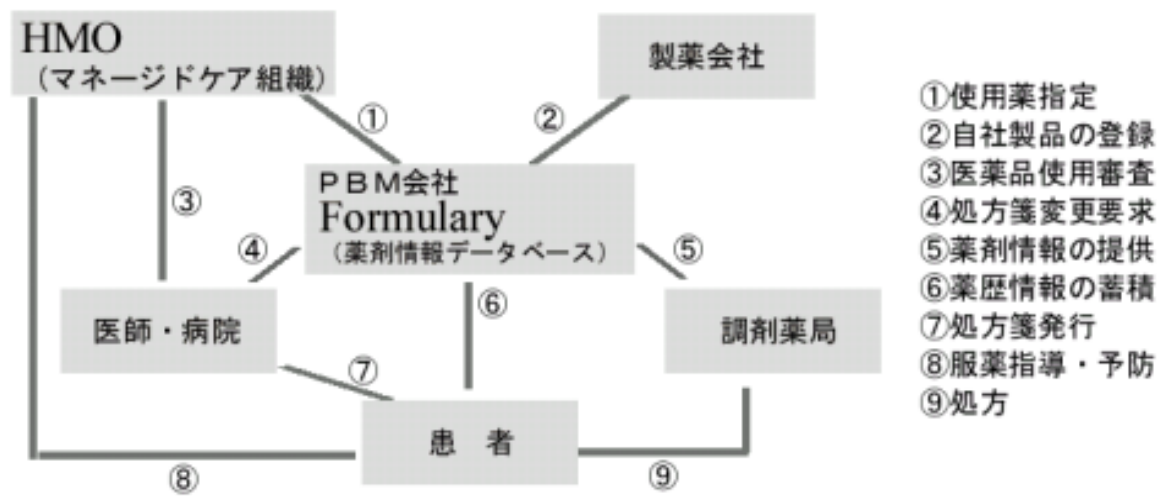 HMO
（マネージドケア組織）
製薬会社
①
②
ＰＢＭ会社
Formulary
（薬剤情報データベース）
③
④
⑤
医師・病院
⑥
調剤薬局
⑦
患　者
⑧
⑨
①使用薬指定
②自社製品の登録
③医薬品使用審査
④処方箋変更要求
⑤薬剤情報の提供
⑥薬歴情報の蓄積
⑦処方箋発行
⑧服薬指導・予防
⑨処方